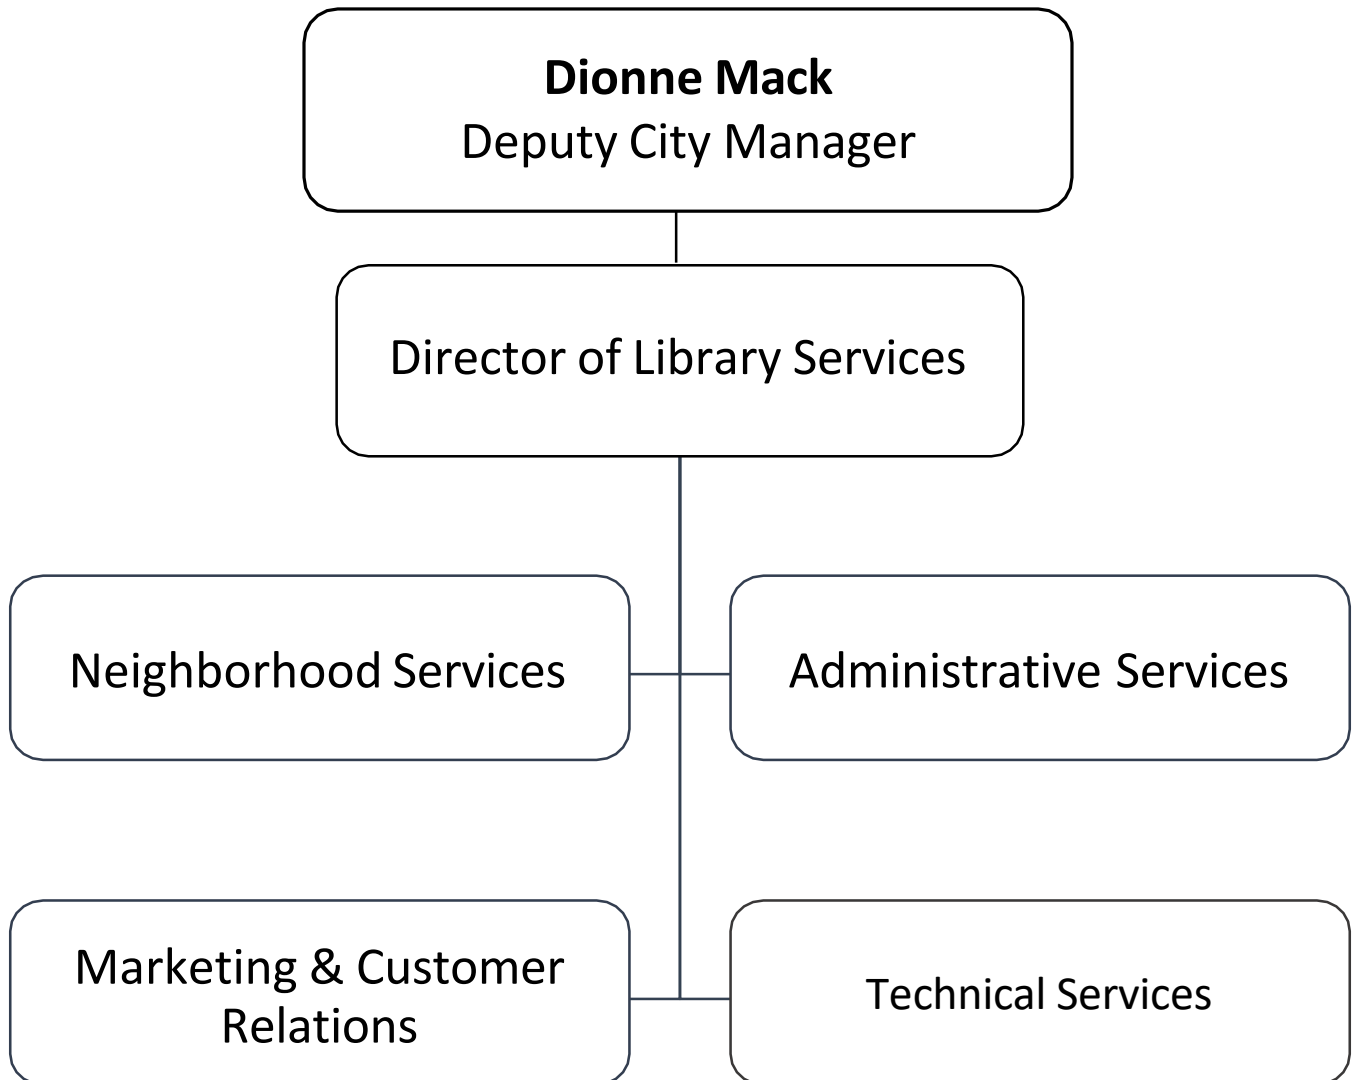 Dionne Mack
Deputy City Manager
Director of Library Services
Neighborhood Services
Administrative Services
Marketing & Customer
Relations
Technical Services